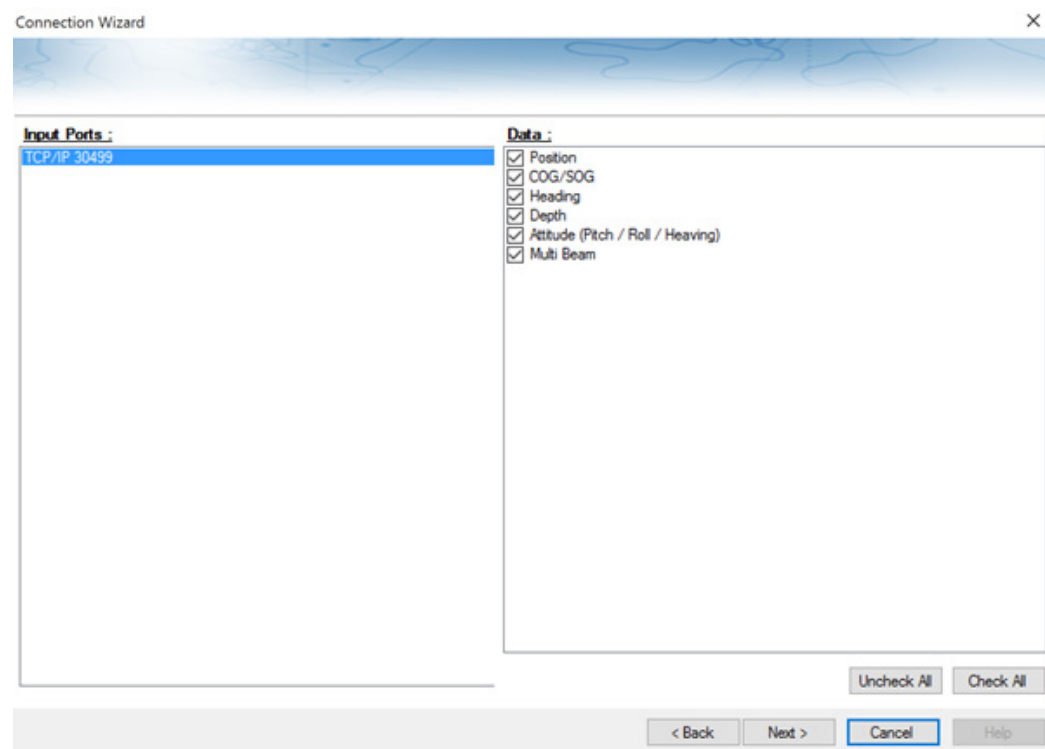 Connection Wizard
Input Ports :
TCP/IP 30499
Data :
Position
COG/SOG
Heading
Depth
Attitude (Pitch / Roll / Heaving)
Multi Beam
Uncheck All
Check All
< Back
Next >
Cancel
Help